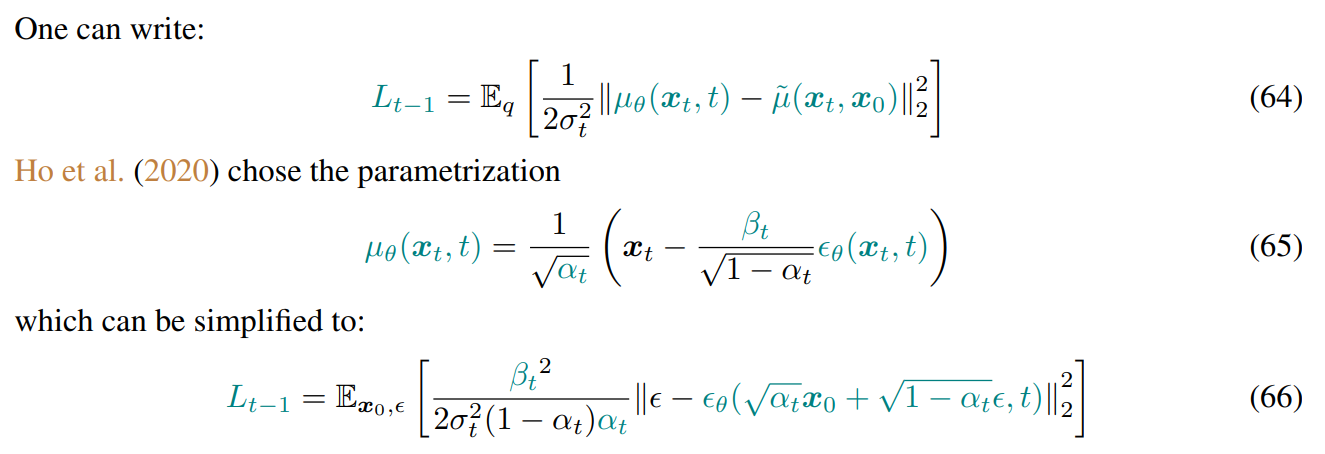 One can write:
$L_{t-1} = \mathbb{E}_q \left[ \frac{1}{2\sigma_t^2} \| \mu_\theta(\boldsymbol{x}_t, t) - \tilde{\mu}(\boldsymbol{x}_t, \boldsymbol{x}_0) \|_2^2 \right]$ (64)
Ho et al. (2020) chose the parametrization
$\mu_\theta(\boldsymbol{x}_t, t) = \frac{1}{\sqrt{\alpha_t}} \left( \boldsymbol{x}_t - \frac{\beta_t}{\sqrt{1 - \alpha_t}} \epsilon_\theta(\boldsymbol{x}_t, t) \right)$ (65)
which can be simplified to:
$L_{t-1} = \mathbb{E}_{\boldsymbol{x}_0, \epsilon} \left[ \frac{{\beta_t}^2}{2\sigma_t^2 (1 - \alpha_t) \alpha_t} \| \epsilon - \epsilon_\theta(\sqrt{\alpha_t} \boldsymbol{x}_0 + \sqrt{1 - \alpha_t} \epsilon, t) \|_2^2 \right]$ (66)